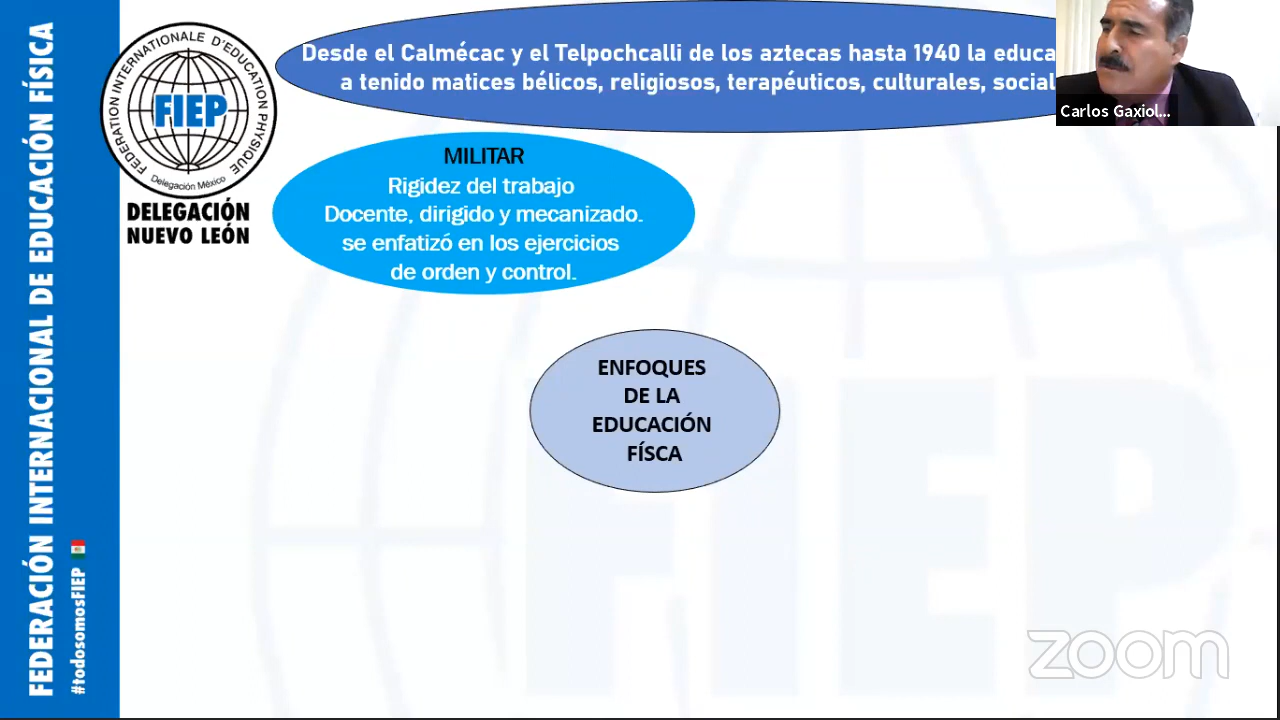 FEDERACIÓN INTERNACIONAL DE EDUCACIÓN FÍSICA
#todosomosFIEP
FEDERATION INTERNATIONALE D'EDUCATION PHYSIQUE
FIEP
Delegación México
DELEGACIÓN
NUEVO LEÓN
Desde el Calmécac y el Telpochcalli de los aztecas hasta 1940 la educa
a tenido matices bélicos, religiosos, terapéuticos, culturales, social
Carlos Gaxiol...
MILITAR
Rigidez del trabajo
Docente, dirigido y mecanizado.
se enfatizó en los ejercicios
de orden y control.
ENFOQUES
DE LA
EDUCACIÓN
FÍSCA
FIEP
zoom